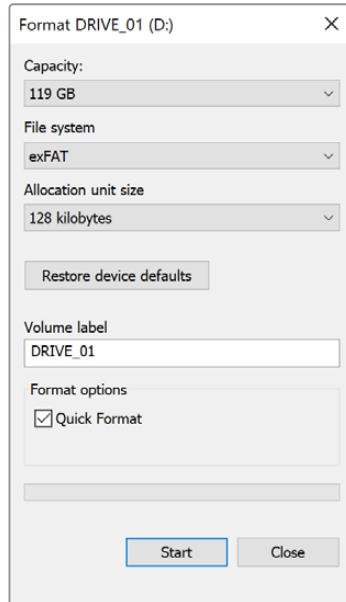 Format DRIVE_01 (D:)
Capacity:
119 GB
File system
exFAT
Allocation unit size
128 kilobytes
Restore device defaults
Volume label
DRIVE_01
Format options
Quick Format
Start Close